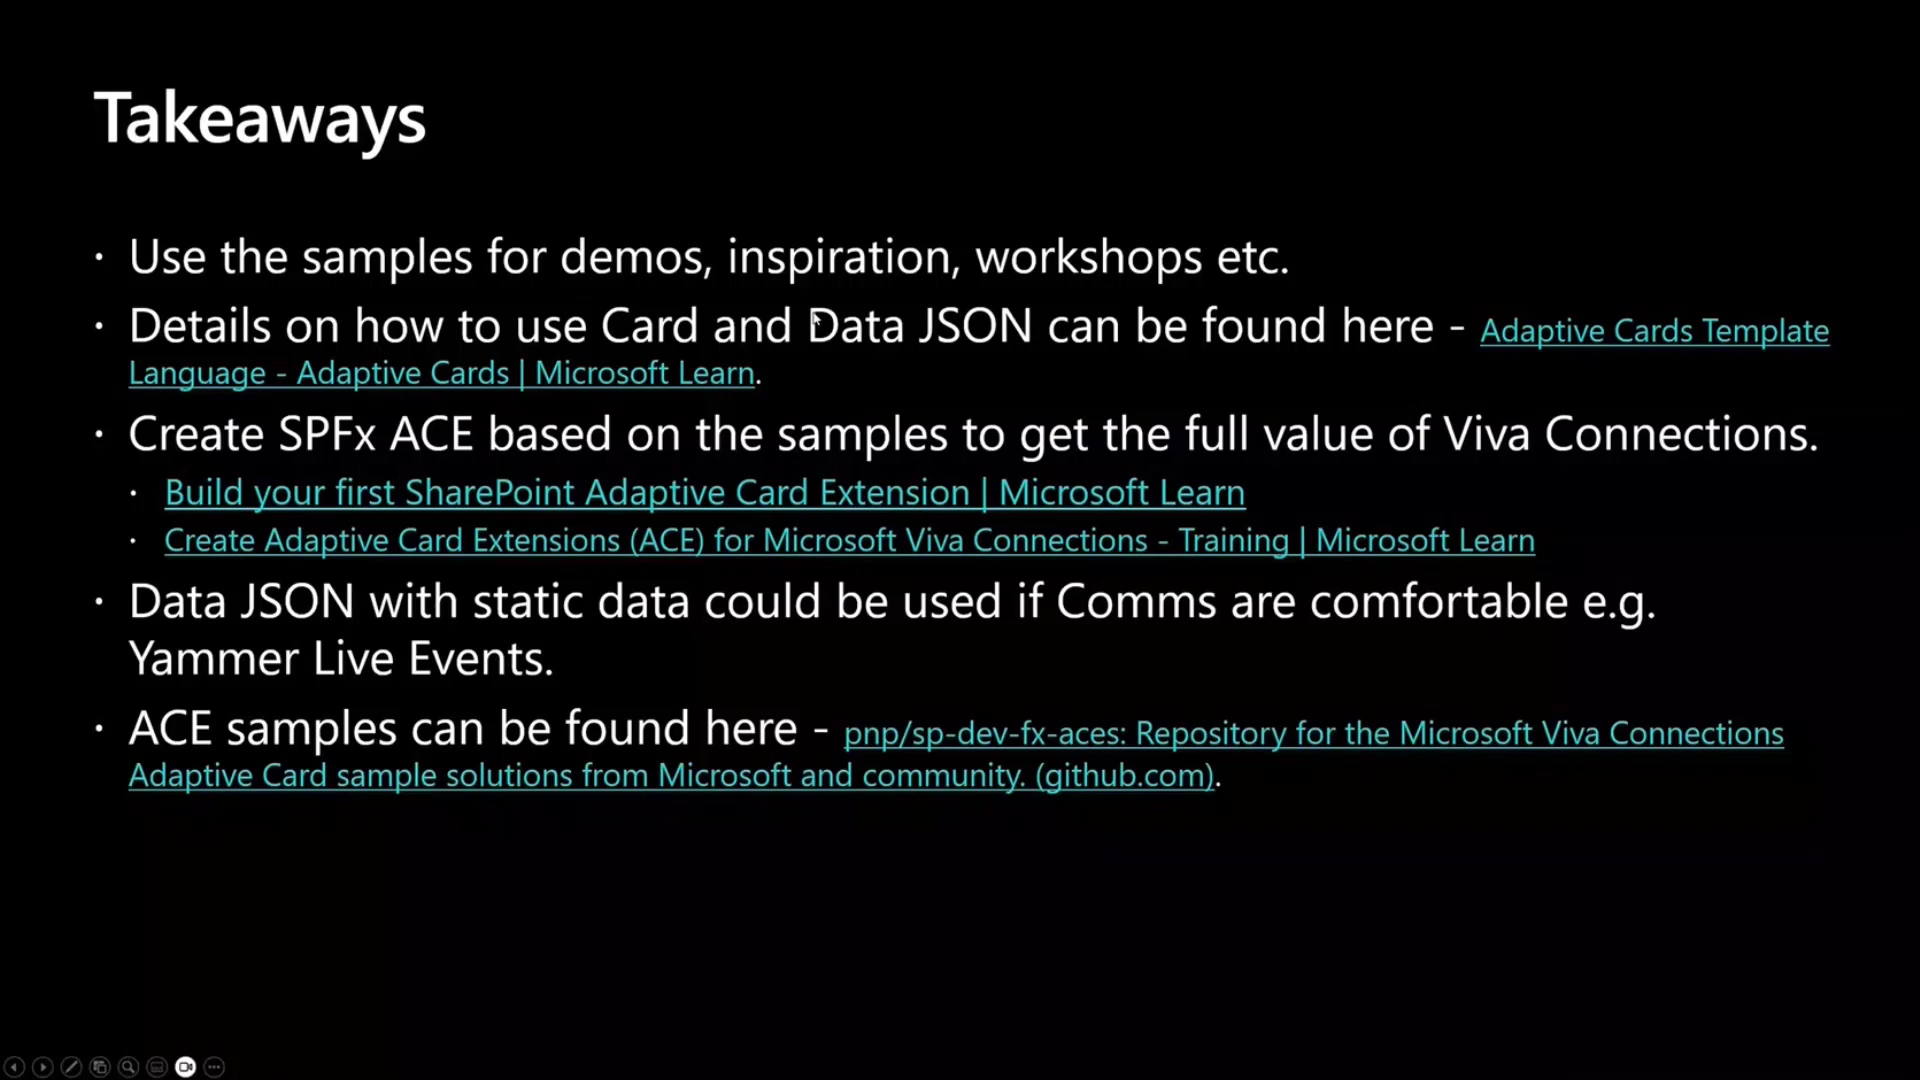 Takeaways
• Use the samples for demos, inspiration, workshops etc.
• Details on how to use Card and Data JSON can be found here - Adaptive Cards Template
Language - Adaptive Cards | Microsoft Learn.
• Create SPFx ACE based on the samples to get the full value of Viva Connections.
• Build your first SharePoint Adaptive Card Extension | Microsoft Learn
• Create Adaptive Card Extensions (ACE) for Microsoft Viva Connections - Training | Microsoft Learn
• Data JSON with static data could be used if Comms are comfortable e.g.
Yammer Live Events.
• ACE samples can be found here - pnp/sp-dev-fx-aces: Repository for the Microsoft Viva Connections
Adaptive Card sample solutions from Microsoft and community. (github.com).